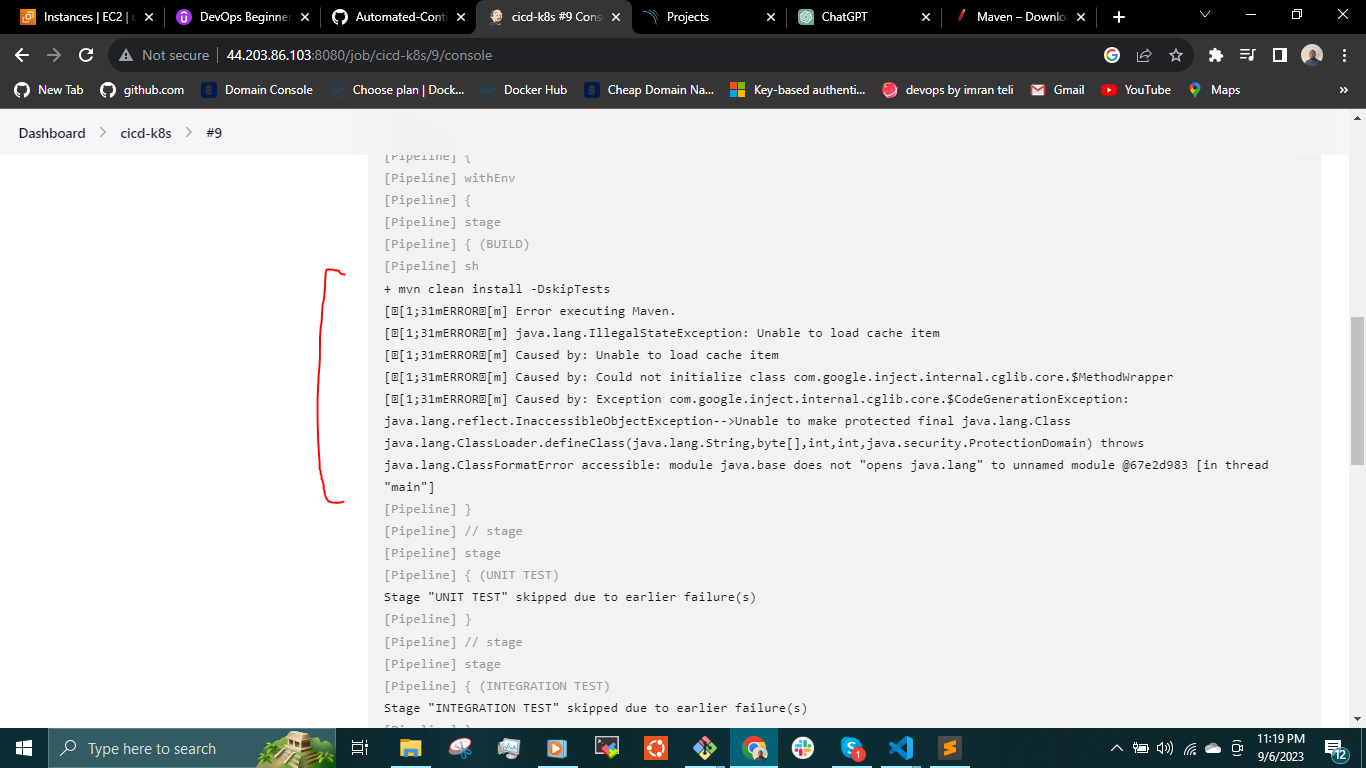 Instances | EC2 | u
DevOps Beginner
Automated-Conti
cicd-k8s #9 Cons
Projects
ChatGPT
Maven – Downlo
Not secure
44.203.86.103:8080/job/cicd-k8s/9/console
New Tab
github.com
Domain Console
Choose plan | Dock...
Docker Hub
Cheap Domain Na...
Key-based authenti...
devops by imran teli
Gmail
YouTube
Maps
»
Dashboard > cicd-k8s > #9
[Pipeline] {
[Pipeline] withEnv
[Pipeline] {
[Pipeline] stage
[Pipeline] { (BUILD)
[Pipeline] sh
+ mvn clean install -DskipTests
[␛[1;31mERROR␛[m] Error executing Maven.
[␛[1;31mERROR␛[m] java.lang.IllegalStateException: Unable to load cache item
[␛[1;31mERROR␛[m] Caused by: Unable to load cache item
[␛[1;31mERROR␛[m] Caused by: Could not initialize class com.google.inject.internal.cglib.core.$MethodWrapper
[␛[1;31mERROR␛[m] Caused by: Exception com.google.inject.internal.cglib.core.$CodeGenerationException:
java.lang.reflect.InaccessibleObjectException-->Unable to make protected final java.lang.Class
java.lang.ClassLoader.defineClass(java.lang.String,byte[],int,int,java.security.ProtectionDomain) throws
java.lang.ClassFormatError accessible: module java.base does not "opens java.lang" to unnamed module @67e2d983 [in thread
"main"]
[Pipeline] }
[Pipeline] // stage
[Pipeline] stage
[Pipeline] { (UNIT TEST)
Stage "UNIT TEST" skipped due to earlier failure(s)
[Pipeline] }
[Pipeline] // stage
[Pipeline] stage
[Pipeline] { (INTEGRATION TEST)
Stage "INTEGRATION TEST" skipped due to earlier failure(s)
[Pipeline] }
Type here to search
1
11:19 PM
9/6/2023
12